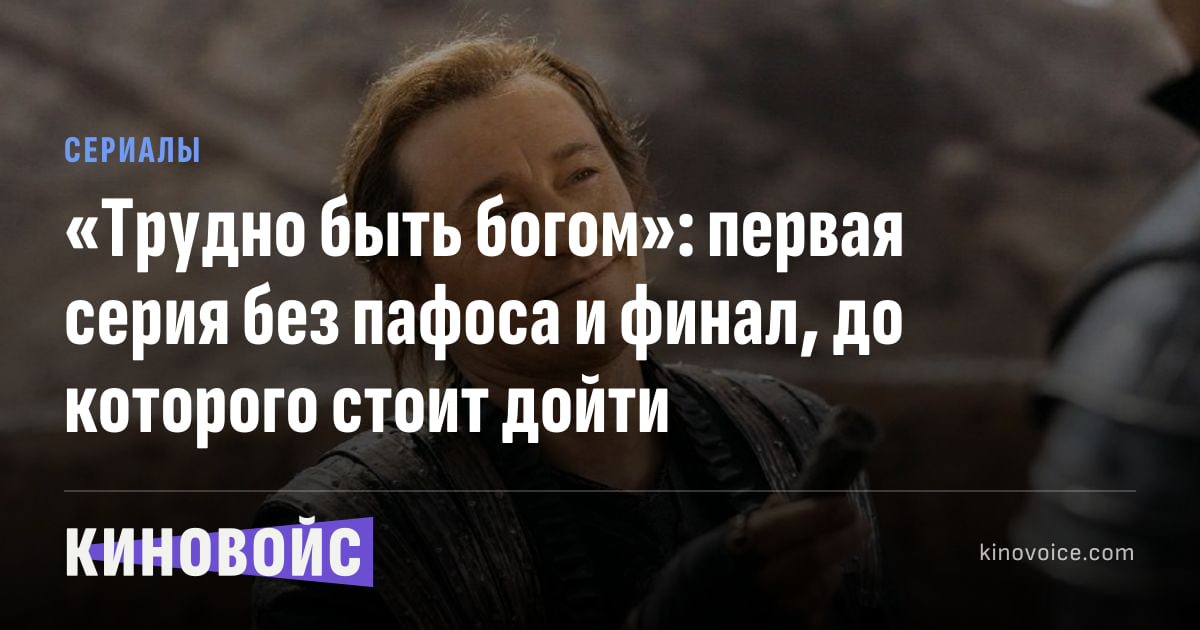 СЕРИАЛЫ
«Трудно быть богом»: первая
серия без пафоса и финал, до
которого стоит дойти
КИНОВОЙС
kinovoice.com